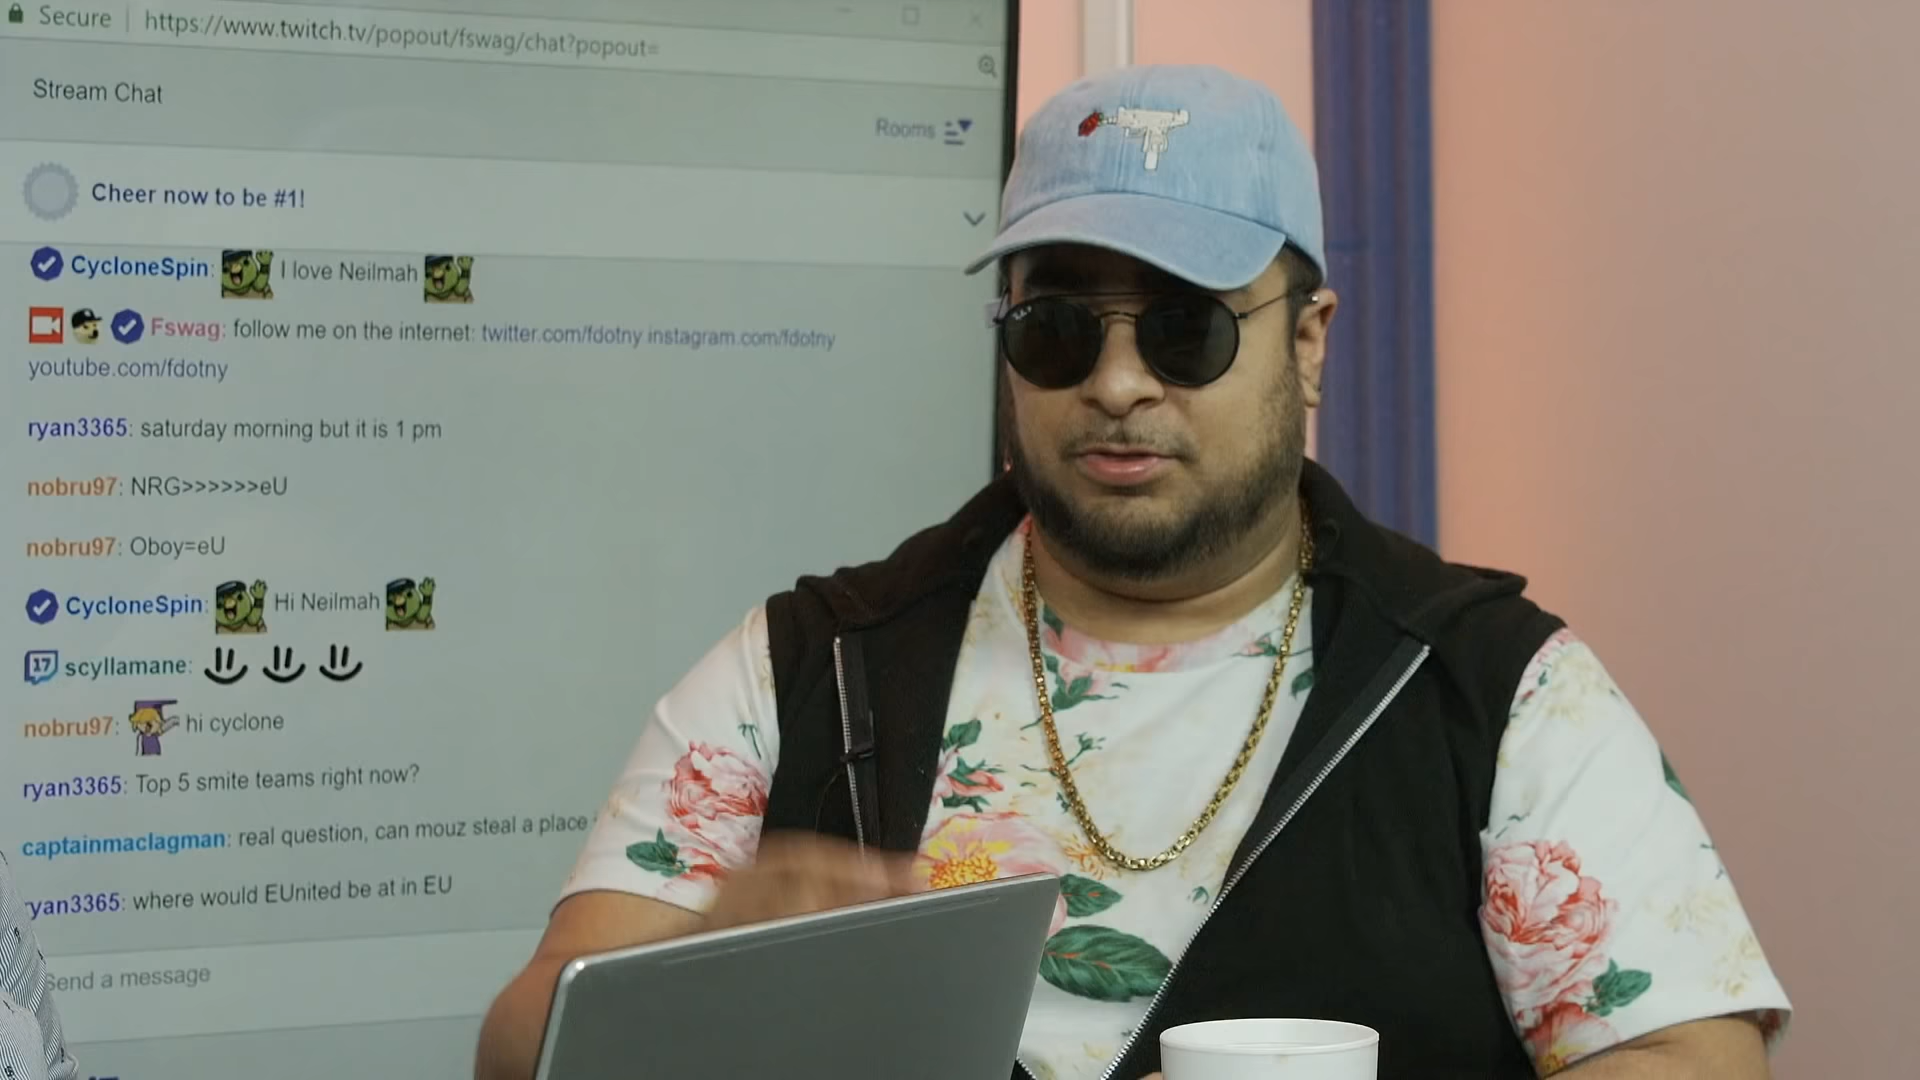 Secure | https://www.twitch.tv/popout/fswag/chat?popout=
Stream Chat
Rooms
Cheer now to be #1!
CycloneSpin: I love Neilmah
Fswag: follow me on the internet: twitter.com/fdotny instagram.com/fdotny
youtube.com/fdotny
ryan3365: saturday morning but it is 1 pm
nobru97: NRG>>>>>>eU
nobru97: Oboy=eU
CycloneSpin: Hi Neilmah
17 scyllamane:
nobru97: hi cyclone
ryan3365: Top 5 smite teams right now?
captainmaclagman: real question, can mouz steal a place
ryan3365: where would EUnited be at in EU
Send a message